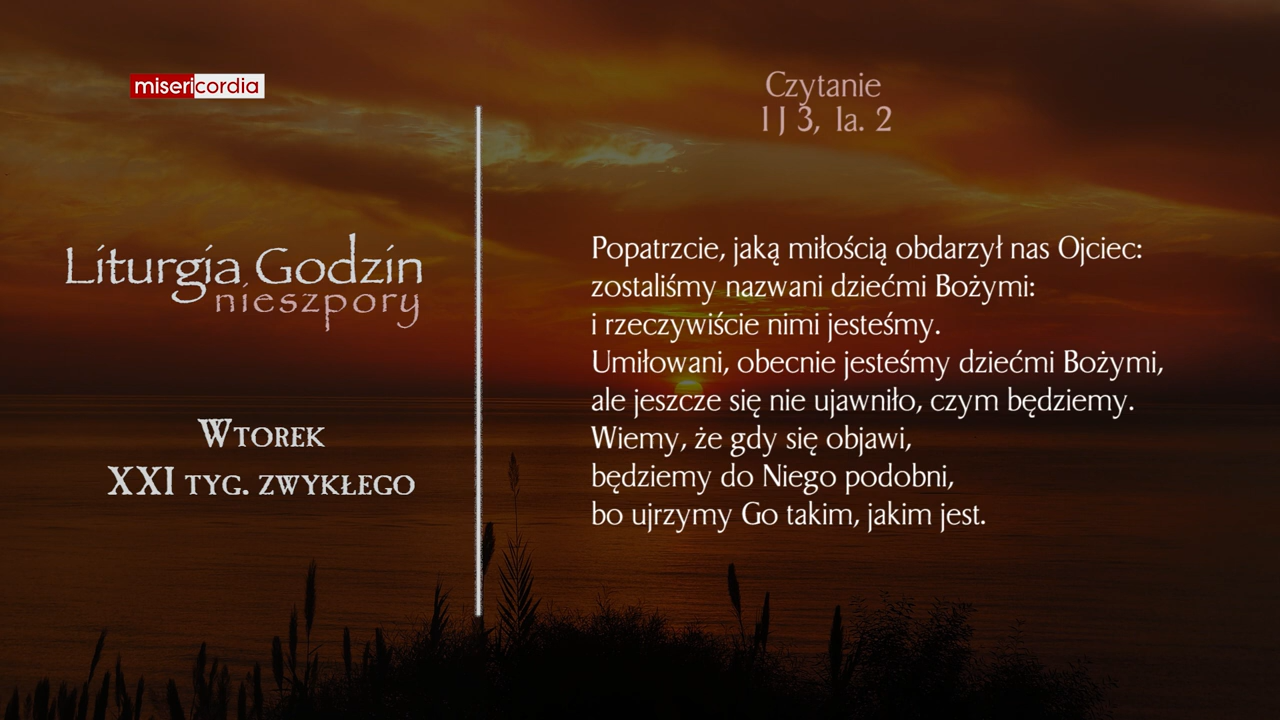 misericordia
Czytanie
1 J 3, 1a. 2
Liturgia Godzin
nieszpory
Wtorek
XXI tyg. zwykłego
Popatrzcie, jaką miłością obdarzył nas Ojciec:
zostaliśmy nazwani dziećmi Bożymi:
i rzeczywiście nimi jesteśmy.
Umiłowani, obecnie jesteśmy dziećmi Bożymi,
ale jeszcze się nie ujawniło, czym będziemy.
Wiemy, że gdy się objawi,
będziemy do Niego podobni,
bo ujrzymy Go takim, jakim jest.